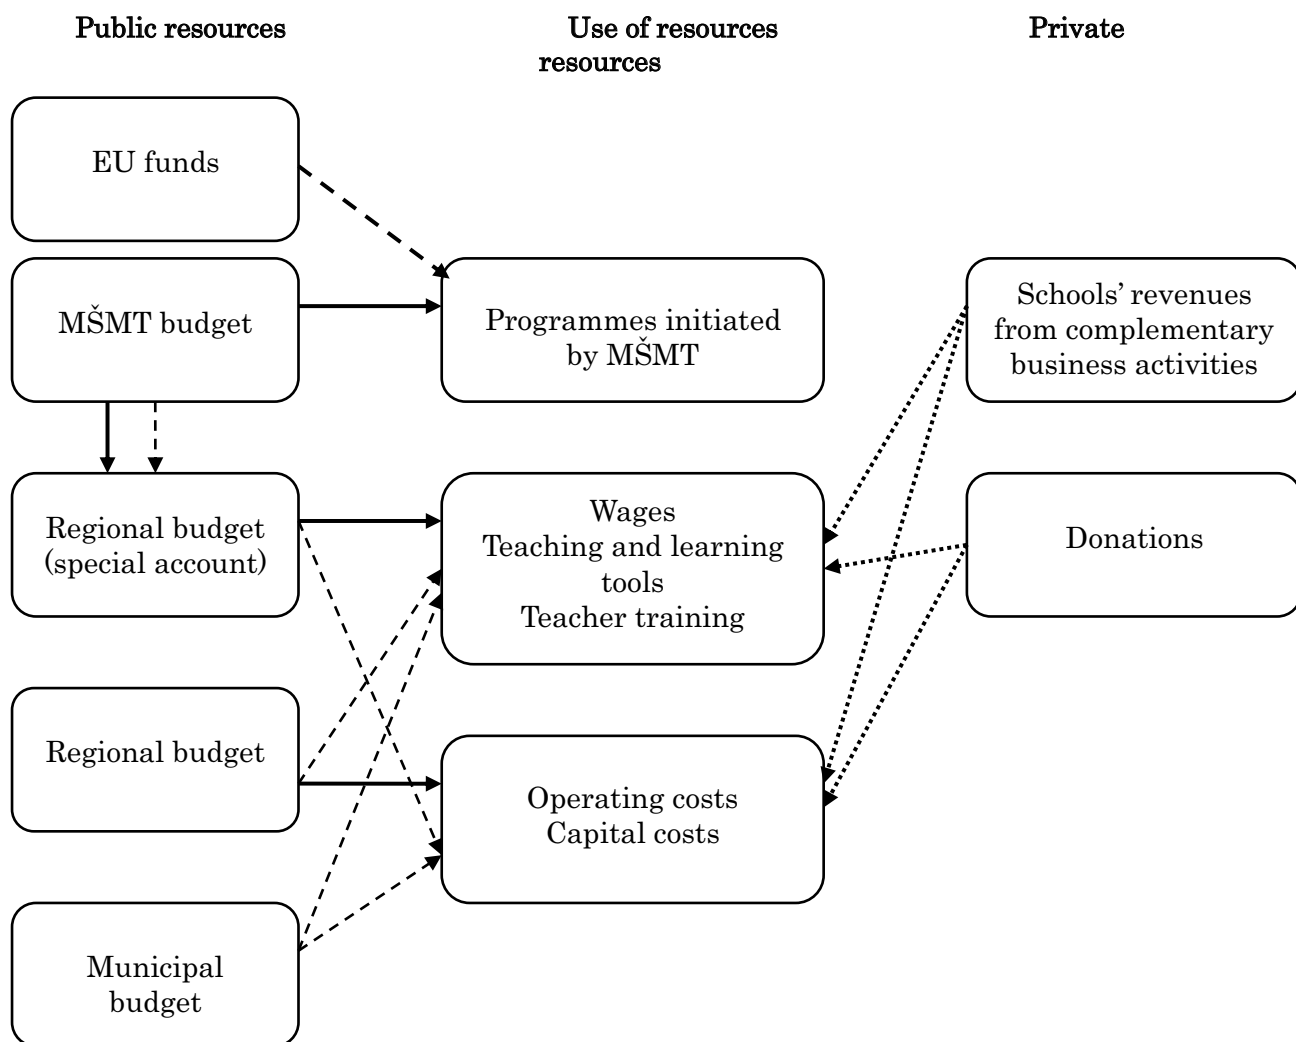 Public resources Use of resources Private
resources
EU funds
MŠMT budget
Programmes initiated
by MŠMT
Schools’ revenues
from complementary
business activities
Regional budget
(special account)
Wages
Teaching and learning
tools
Teacher training
Donations
Regional budget
Operating costs
Capital costs
Municipal
budget